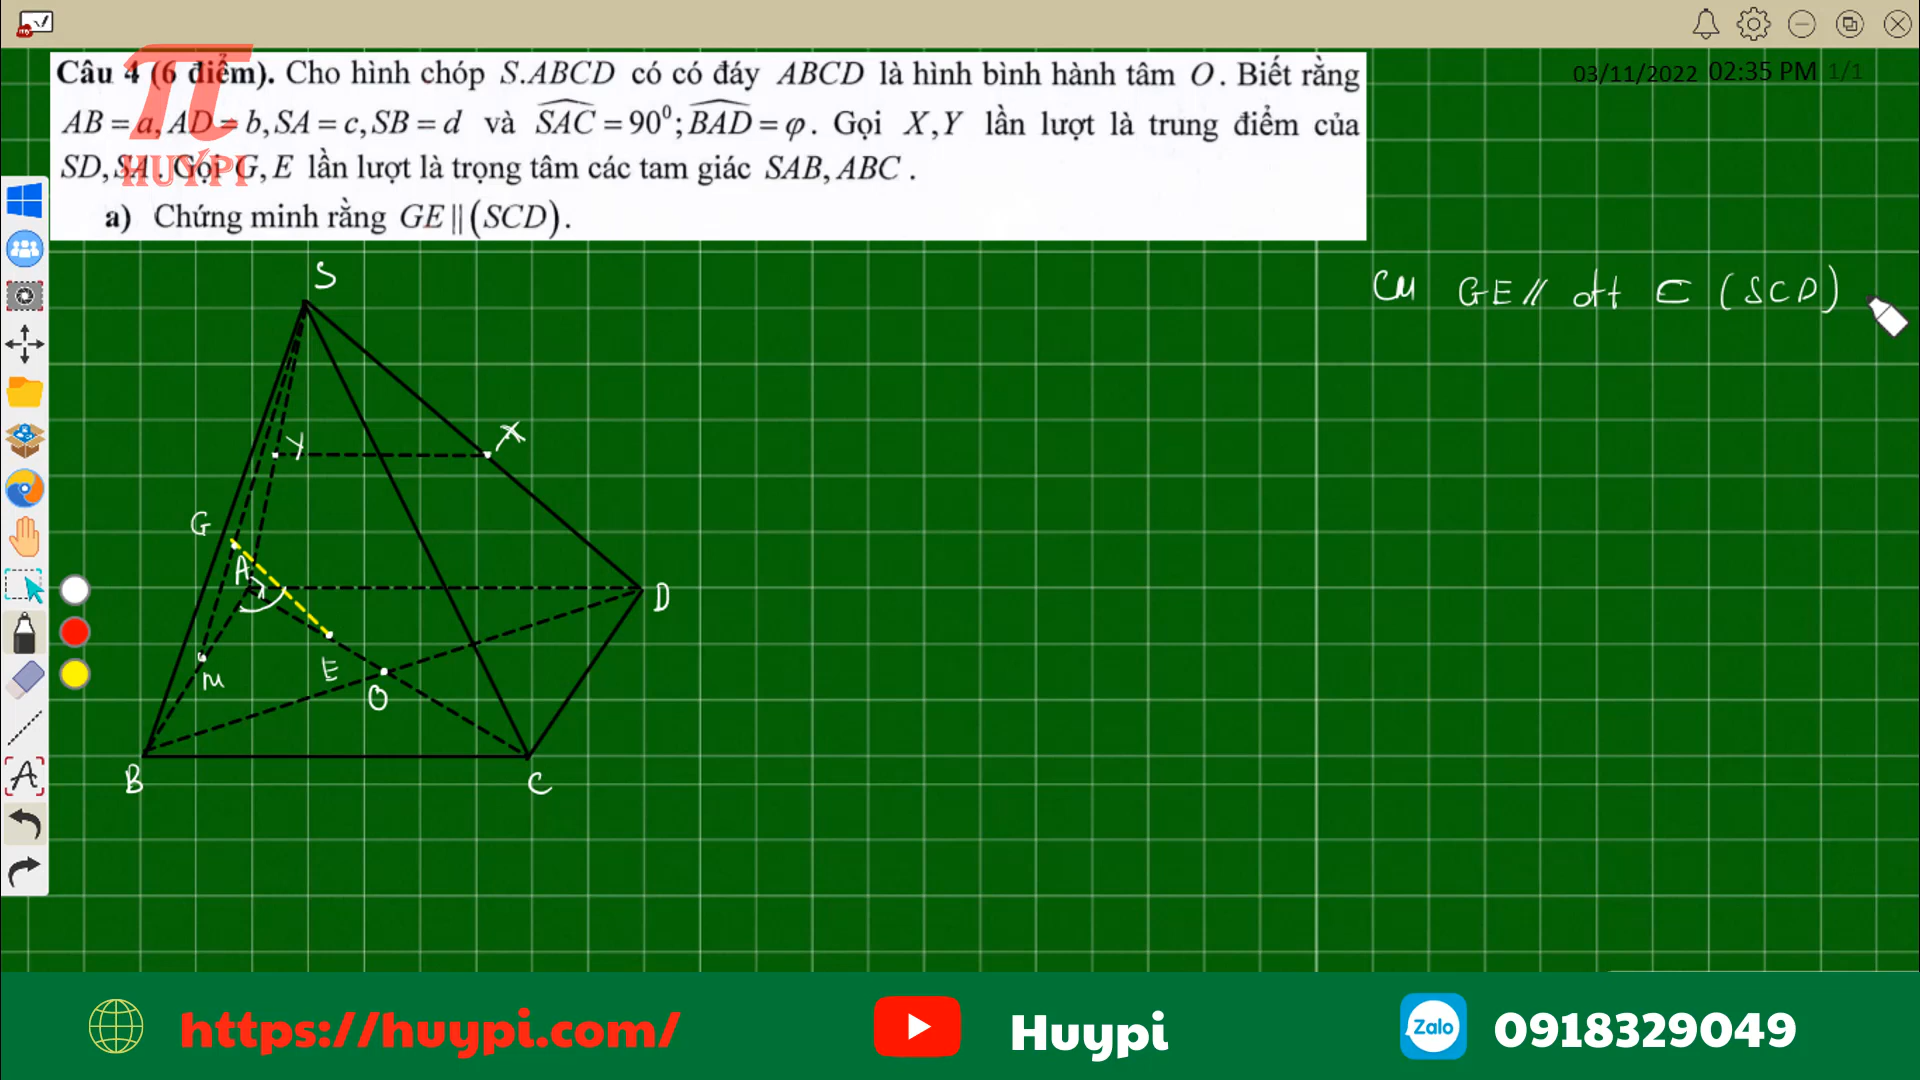 03/11/2022 02:35 PM 1/1
Câu 4 (6 điểm). Cho hình chóp S.ABCD có có đáy ABCD là hình bình hành tâm O. Biết rằng
AB = a, AD = b, SA = c, SB = d và SAC = 90⁰; BAD = φ. Gọi X, Y lần lượt là trung điểm của
SD, SA. Gọi G, E lần lượt là trọng tâm các tam giác SAB, ABC.
a) Chứng minh rằng GE || (SCD).
π
HUYPI
CM GE // đt ⊂ (SCD)
S
Y
X
G
A
D
M
E
O
B
C
https://huypi.com/
Huypi
Zalo
0918329049